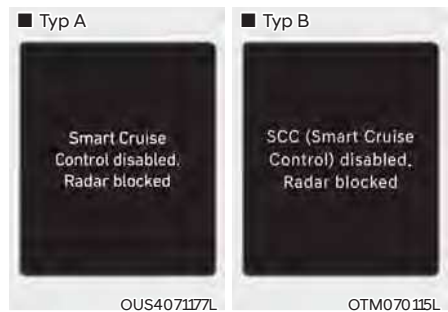 ■ Typ A
Smart Cruise
Control disabled.
Radar blocked
OUS4071177L
■ Typ B
SCC (Smart Cruise
Control) disabled.
Radar blocked
OTM070115L